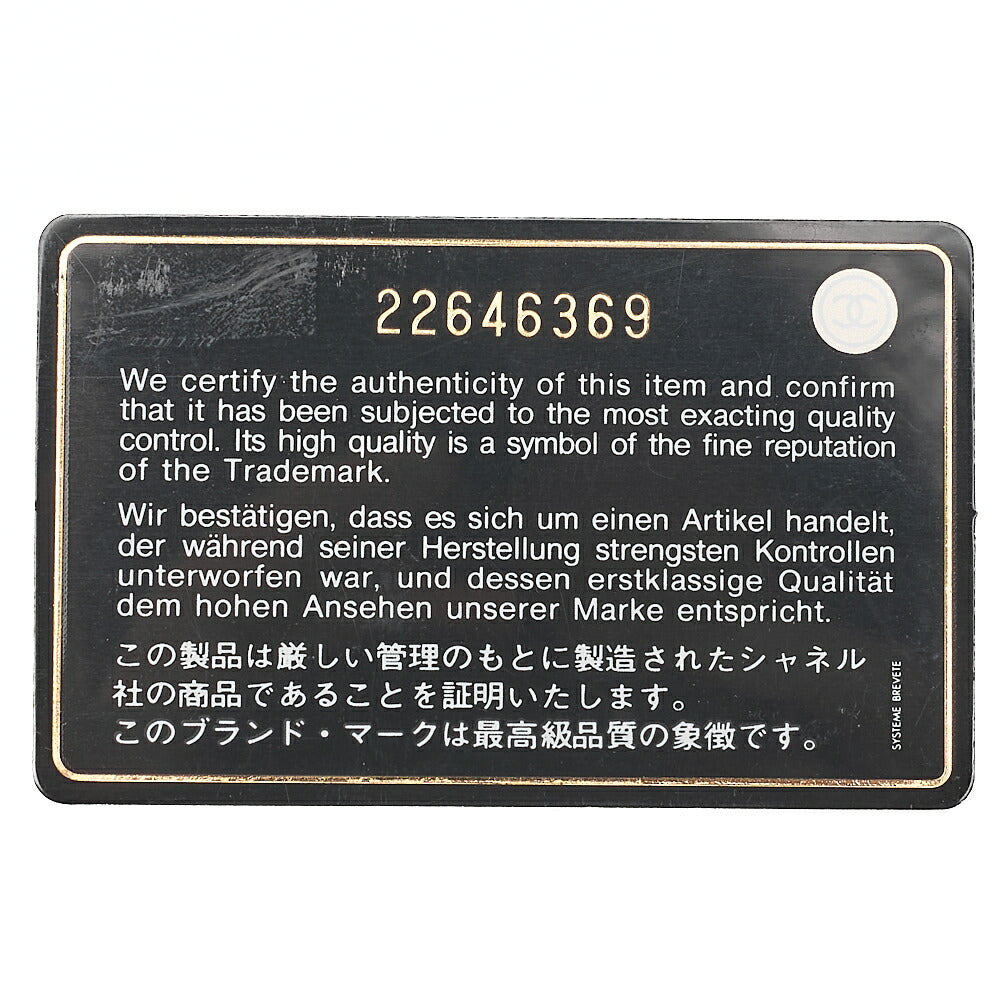 22646369
We certify the authenticity of this item and confirm
that it has been subjected to the most exacting quality
control. Its high quality is a symbol of the fine reputation
of the Trademark.
Wir bestätigen, dass es sich um einen Artikel handelt,
der während seiner Herstellung strengsten Kontrollen
unterworfen war, und dessen erstklassige Qualität
dem hohen Ansehen unserer Marke entspricht.
この製品は厳しい管理のもとに製造されたシャネル
社の商品であることを証明いたします。
このブランド・マークは最高級品質の象徴です。
SYSTEME BREVETE